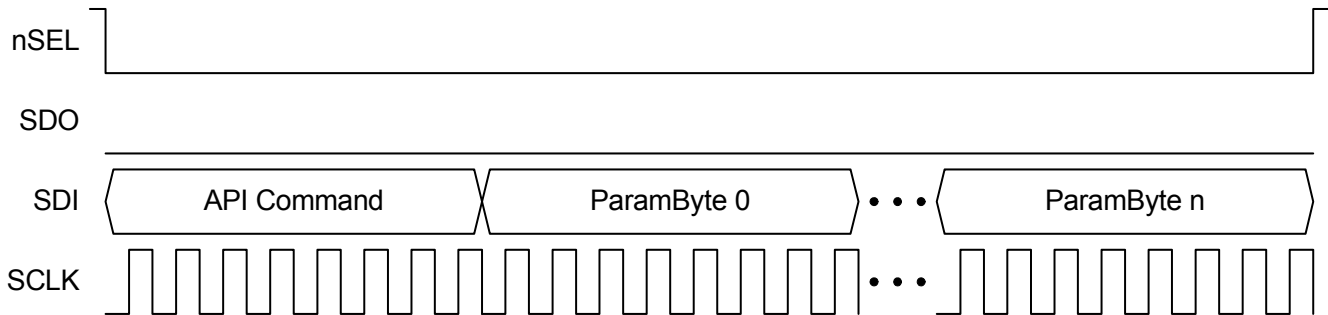 nSEL
SDO
SDI API Command ParamByte 0 • • • ParamByte n
SCLK • • •